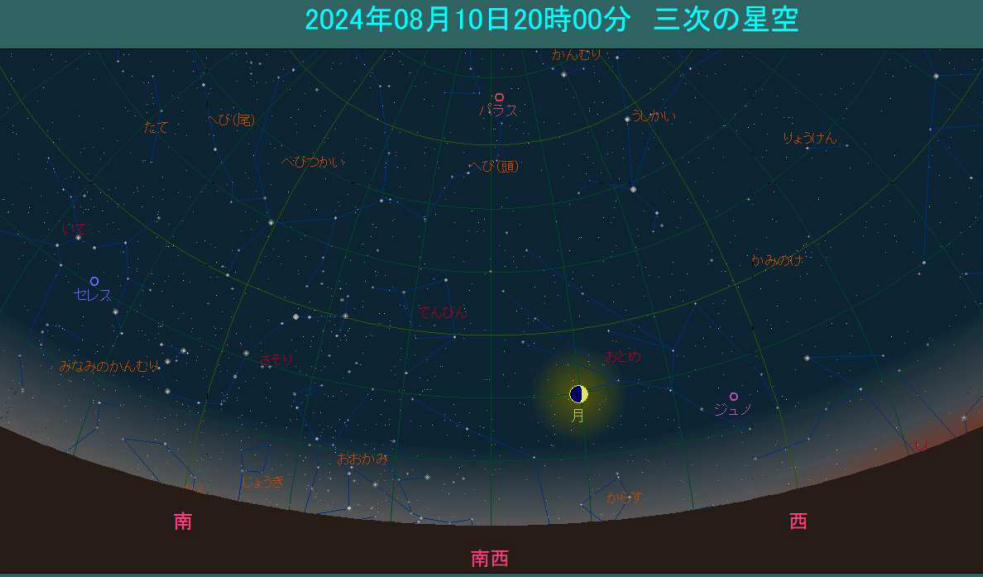 2024年08月10日20時00分 三次の星空
かんむり
パラス
うしかい
たて
へび(尾)
りょうけん
へびつかい
へび(頭)
いて
かみのけ
セレス
てんびん
おとめ
さそり
みなみのかんむり
ジュノ
月
しし
おおかみ
じょうぎ
からす
南
西
南西